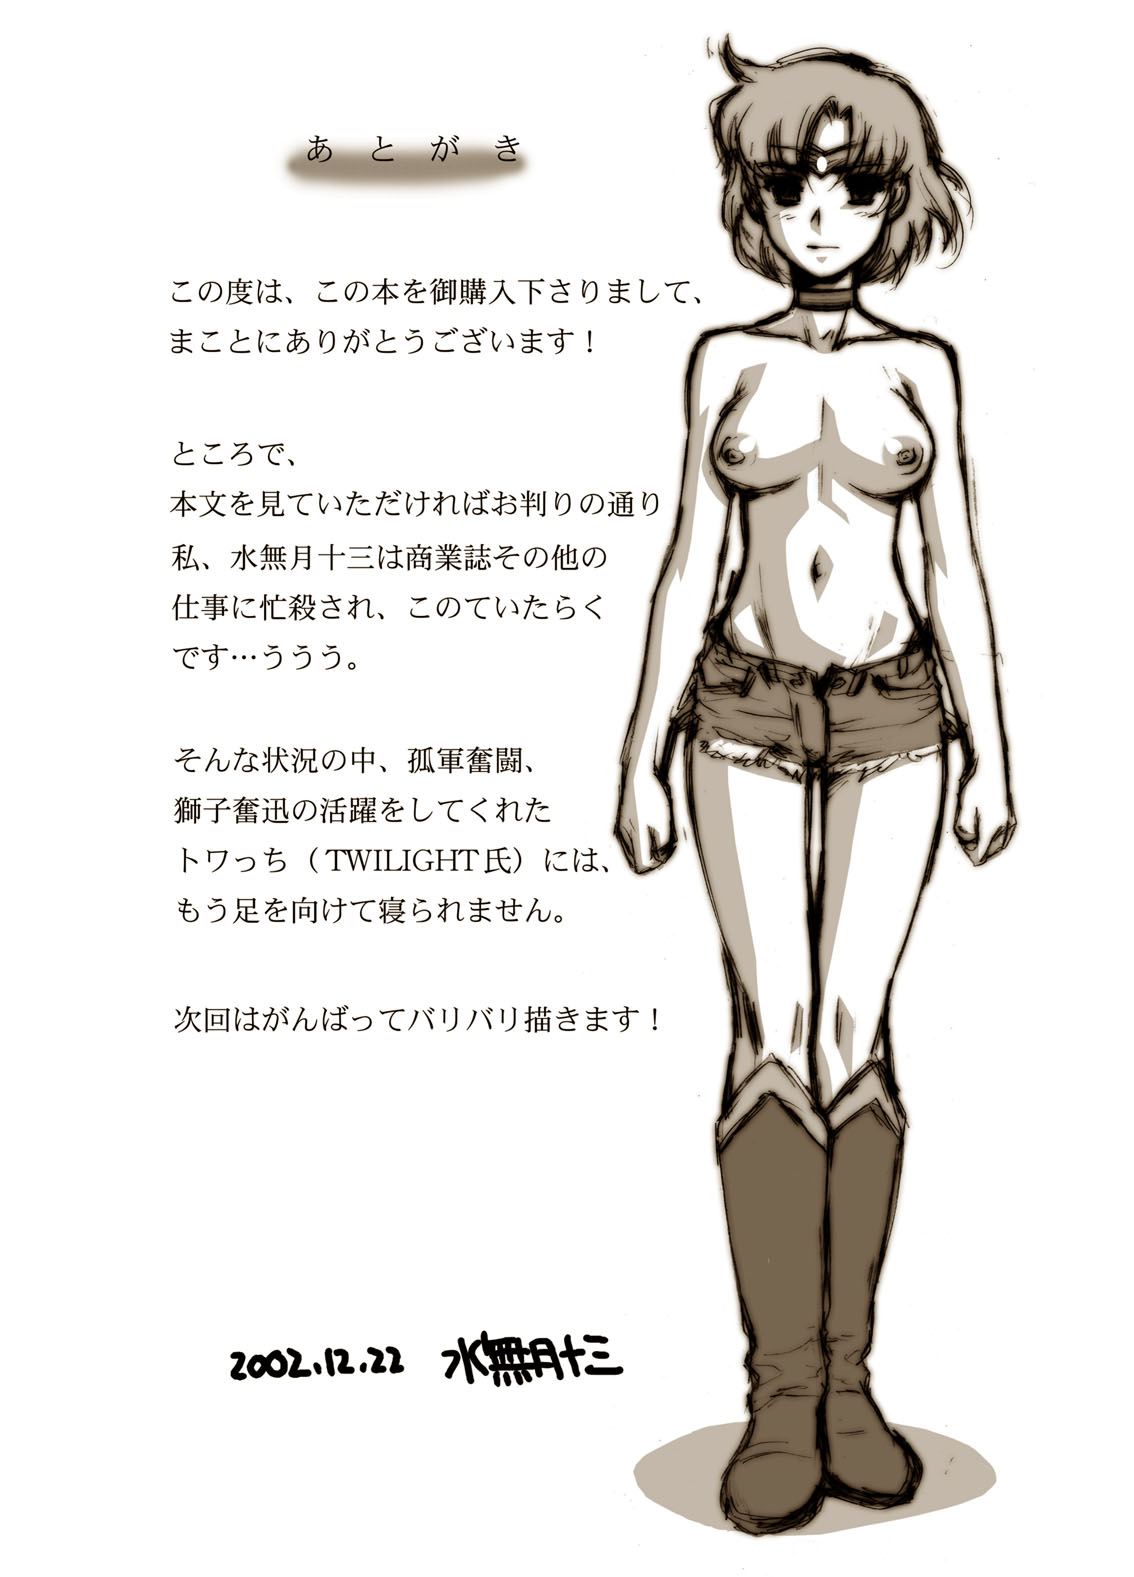 あとがき
この度は、この本を御購入下さりまして、
まことにありがとうございます！
ところで、
本文を見ていただければお判りの通り
私、水無月十三は商業誌その他の
仕事に忙殺され、このていたらく
です…ううう。
そんな状況の中、孤軍奮闘、
獅子奮迅の活躍をしてくれた
トワっち（TWILIGHT氏）には、
もう足を向けて寝られません。
次回はがんばってバリバリ描きます！
2002.12.22 水無月十三